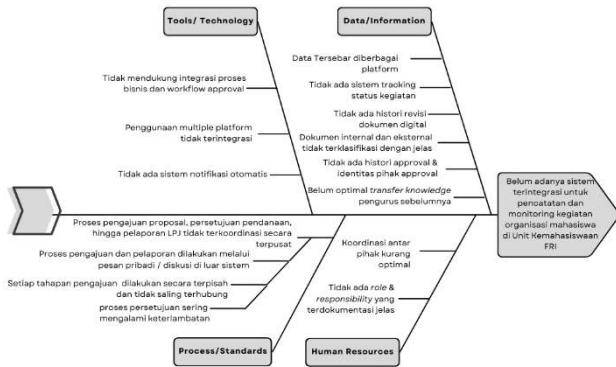 Tools/ Technology
Data/Information
Data Tersebar diberbagai
platform
Tidak mendukung integrasi proses
bisnis dan workflow approval
Tidak ada sistem tracking
status kegiatan
Tidak ada histori revisi
dokumen digital
Penggunaan multiple platform
tidak terintegrasi
Dokumen internal dan eksternal
tidak terklasifikasi dengan jelas
Tidak ada histori approval &
identitas pihak approval
Tidak ada sistem notifikasi otomatis
Belum optimal transfer knowledge
pengurus sebelumnya
Belum adanya sistem
terintegrasi untuk
pencatatan dan
monitoring kegiatan
organisasi mahasiswa
di Unit Kemahasiswaan
FRI
Proses pengajuan proposal, persetujuan pendanaan,
hingga pelaporan LPJ tidak terkoordinasi secara
terpusat
Proses pengajuan dan pelaporan dilakukan melalui
pesan pribadi / diskusi di luar sistem
Setiap tahapan pengajuan dilakukan secara terpisah
dan tidak saling terhubung
proses persetujuan sering
mengalami keterlambatan
Koordinasi antar
pihak kurang
optimal
Tidak ada role &
responsibility yang
terdokumentasi jelas
Process/Standards
Human Resources